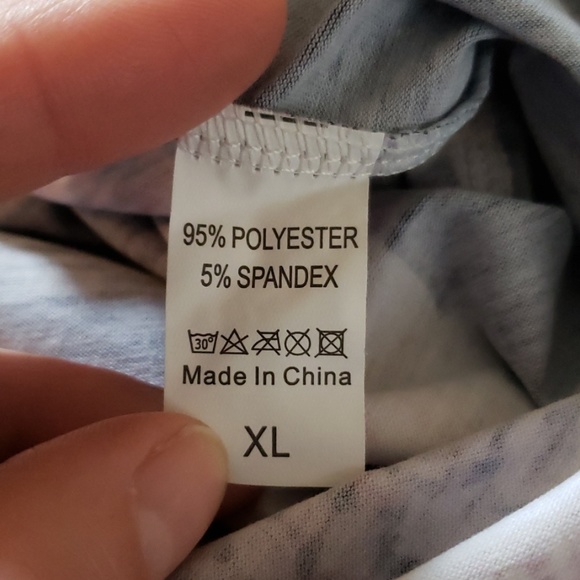 95% POLYESTER
5% SPANDEX
30°
Made In China
XL